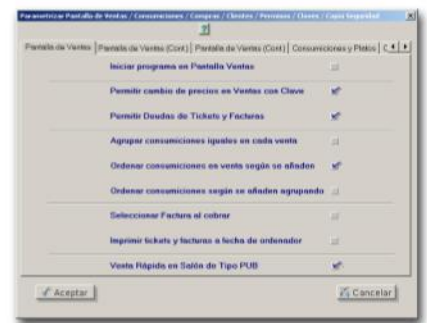 Parametrizar Pantalla de Ventas / Consumiciones / Compras / Clientes / Permisos / Claves / Copia Seguridad
Pantalla de Ventas | Pantalla de Ventas (Cont) | Pantalla de Ventas (Cont) | Consumiciones y Platos | C
Iniciar programa en Pantalla Ventas
Permitir cambio de precios en Ventas con Clave
Permitir Deudas de Tickets y Facturas
Agrupar consumiciones iguales en cada venta
Ordenar consumiciones en venta según se añaden
Ordenar consumiciones según se añaden agrupando
Seleccionar Factura al cobrar
Imprimir tickets y facturas a fecha de ordenador
Venta Rápida en Salón de Tipo PUB
Aceptar
Cancelar